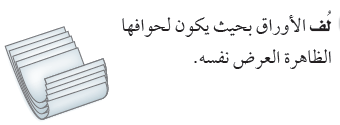 لُف الأوراق بحيث يكون لحوافها
الظاهرة العرض نفسه.